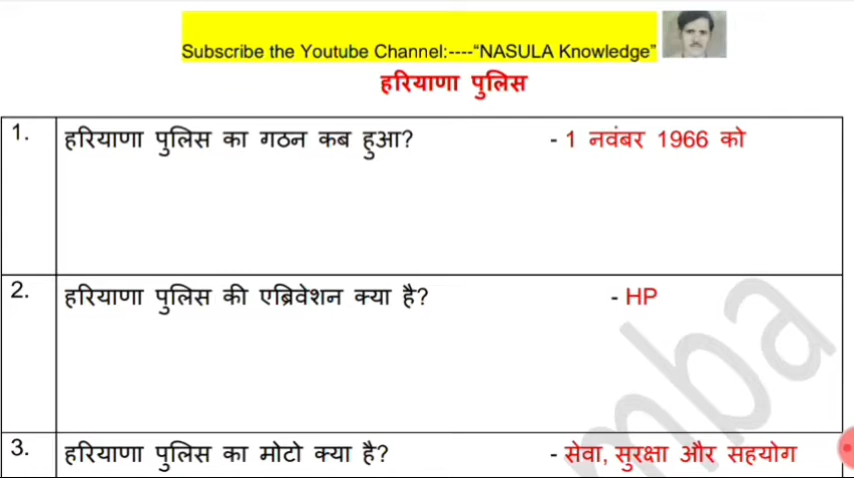 Subscribe the Youtube Channel:----“NASULA Knowledge”
हरियाणा पुलिस
1. हरियाणा पुलिस का गठन कब हुआ? - 1 नवंबर 1966 को
2. हरियाणा पुलिस की एब्रिवेशन क्या है? - HP
3. हरियाणा पुलिस का मोटो क्या है? - सेवा, सुरक्षा और सहयोग
mba